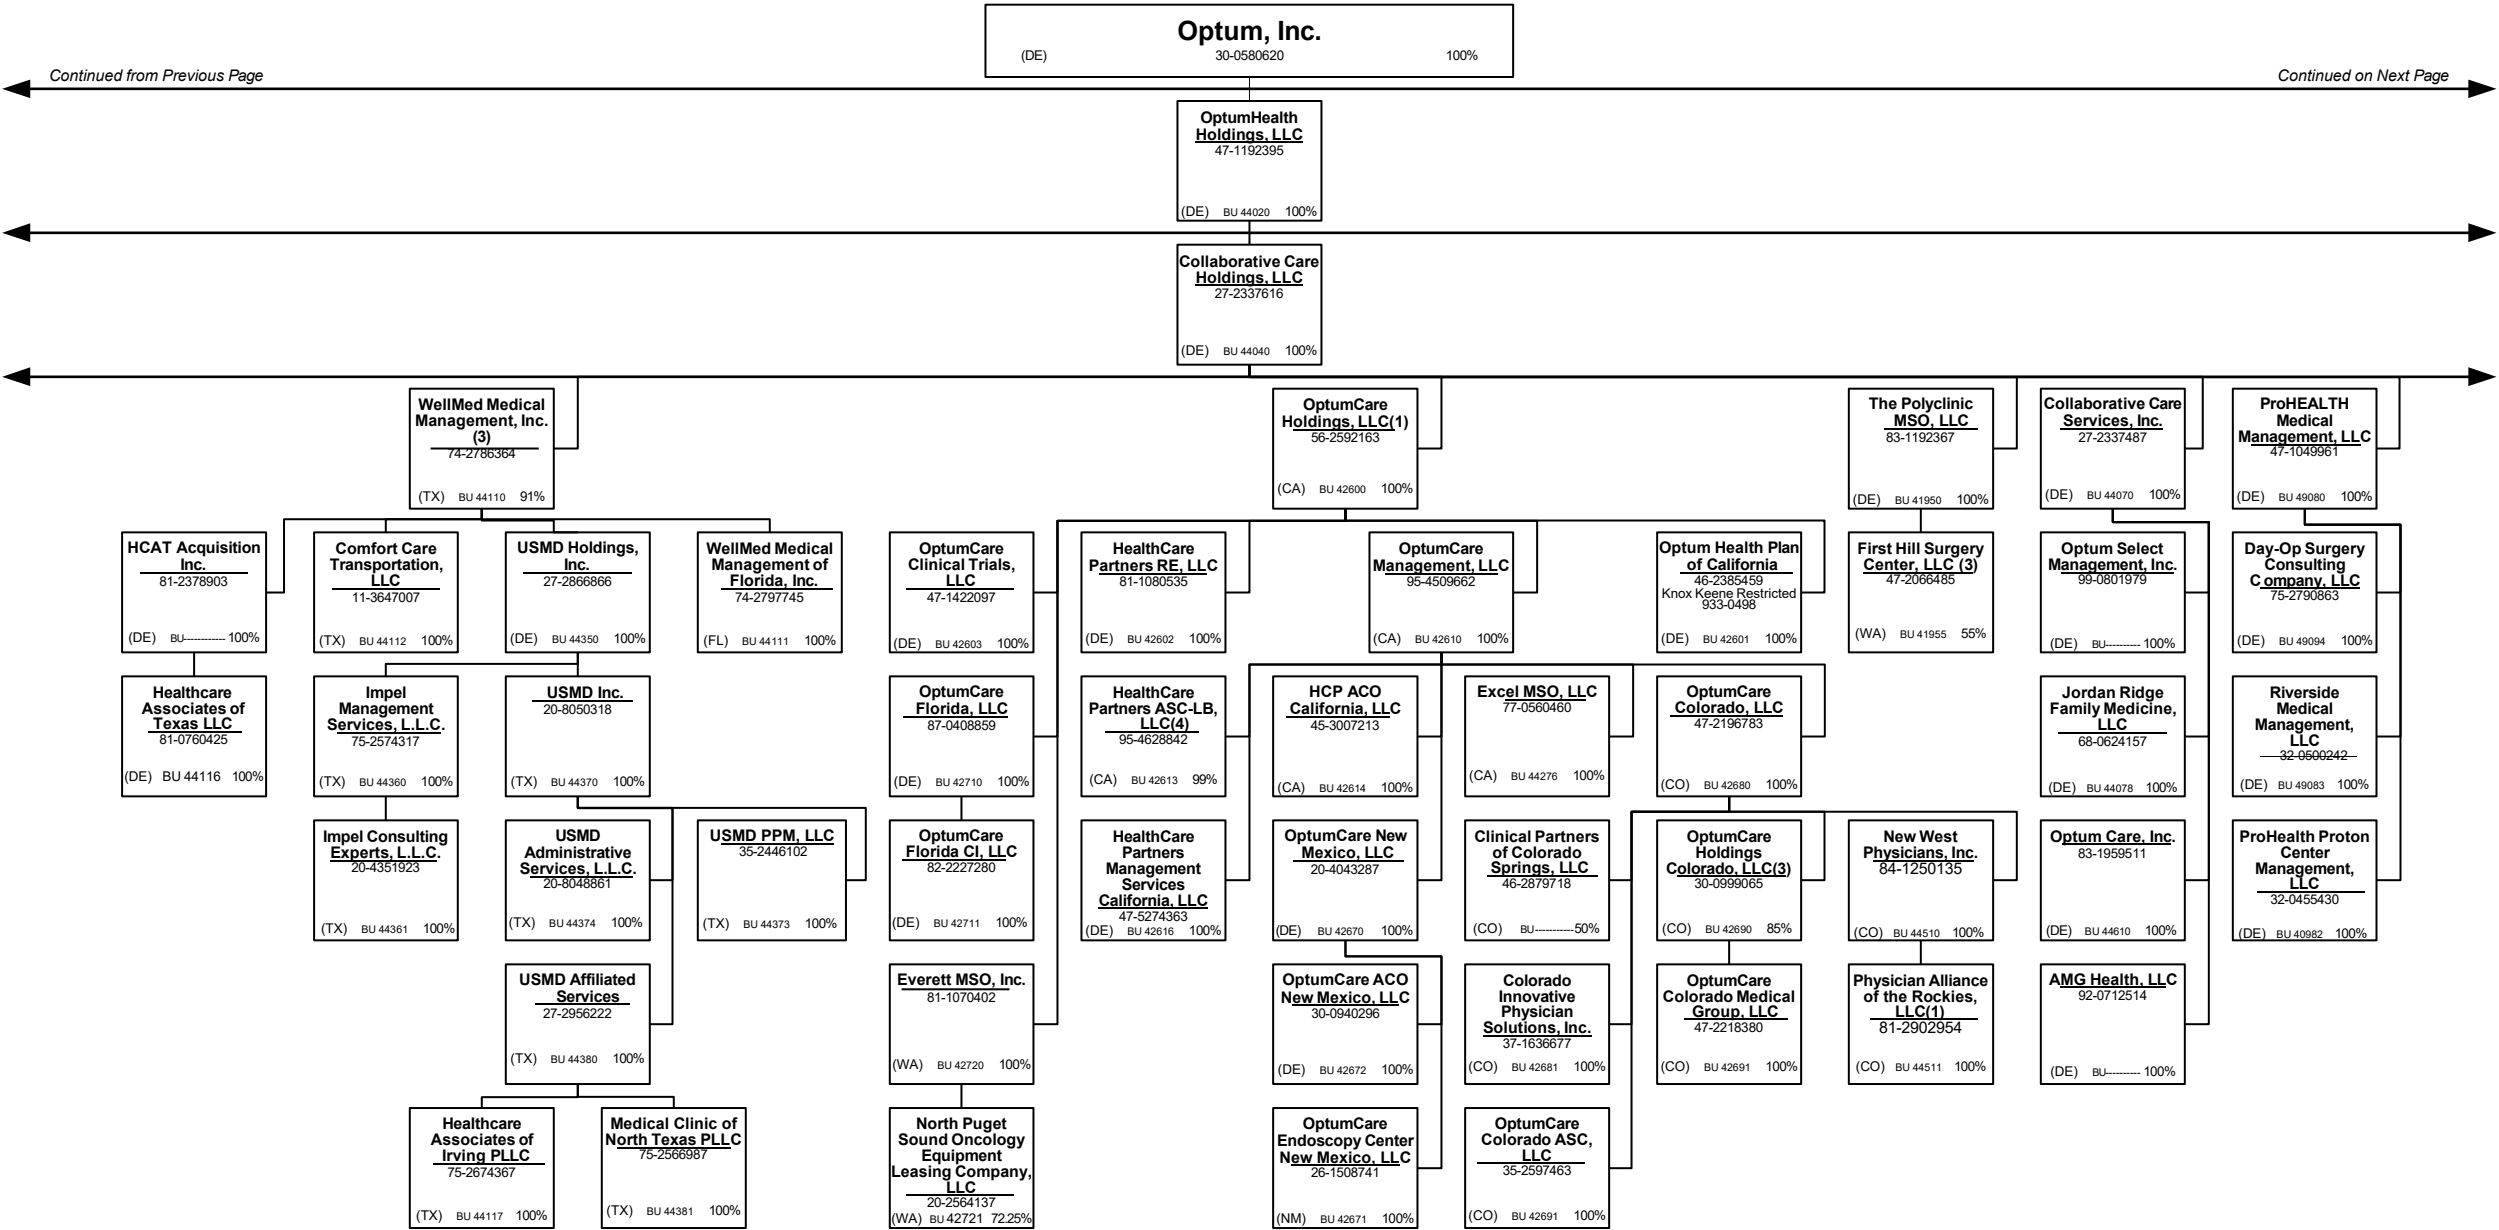 Optum, Inc.
(DE) 30-0580620 100%
Continued from Previous Page
Continued on Next Page
OptumHealth
Holdings, LLC
47-1192395
(DE) BU 44020 100%
Collaborative Care
Holdings, LLC
27-2337616
(DE) BU 44040 100%
WellMed Medical
Management, Inc.
(3)
74-2786364
(TX) BU 44110 91%
OptumCare
Holdings, LLC(1)
56-2592163
(CA) BU 42600 100%
The Polyclinic
MSO, LLC
83-1192367
(DE) BU 41950 100%
Collaborative Care
Services, Inc.
27-2337487
(DE) BU 44070 100%
ProHEALTH
Medical
Management, LLC
47-1049961
(DE) BU 49080 100%
HCAT Acquisition
Inc.
81-2378903
(DE) BU------------ 100%
Comfort Care
Transportation,
LLC
11-3647007
(TX) BU 44112 100%
USMD Holdings,
Inc.
27-2866866
(DE) BU 44350 100%
WellMed Medical
Management of
Florida, Inc.
74-2797745
(FL) BU 44111 100%
OptumCare
Clinical Trials,
LLC
47-1422097
(DE) BU 42603 100%
HealthCare
Partners RE, LLC
81-1080535
(DE) BU 42602 100%
OptumCare
Management, LLC
95-4509662
(CA) BU 42610 100%
Optum Health Plan
of California
46-2385459
Knox Keene Restricted
933-0498
(DE) BU 42601 100%
First Hill Surgery
Center, LLC (3)
47-2066485
(WA) BU 41955 55%
Optum Select
Management, Inc.
99-0801979
(DE) BU---------- 100%
Day-Op Surgery
Consulting
Company, LLC
75-2790863
(DE) BU 49094 100%
Healthcare
Associates of
Texas LLC
81-0760425
(DE) BU 44116 100%
Impel
Management
Services, L.L.C.
75-2574317
(TX) BU 44360 100%
USMD Inc.
20-8050318
(TX) BU 44370 100%
OptumCare
Florida, LLC
87-0408859
(DE) BU 42710 100%
HealthCare
Partners ASC-LB,
LLC(4)
95-4628842
(CA) BU 42613 99%
HCP ACO
California, LLC
45-3007213
(CA) BU 42614 100%
Excel MSO, LLC
77-0560460
(CA) BU 44276 100%
OptumCare
Colorado, LLC
47-2196783
(CO) BU 42680 100%
Jordan Ridge
Family Medicine,
LLC
68-0624157
(DE) BU 44078 100%
Riverside
Medical
Management,
LLC
32-0500242
(DE) BU 49083 100%
Impel Consulting
Experts, L.L.C.
20-4351923
(TX) BU 44361 100%
USMD
Administrative
Services, L.L.C.
20-8048861
(TX) BU 44374 100%
USMD PPM, LLC
35-2446102
(TX) BU 44373 100%
OptumCare
Florida CI, LLC
82-2227280
(DE) BU 42711 100%
HealthCare
Partners
Management
Services
California, LLC
47-5274363
(DE) BU 42616 100%
OptumCare New
Mexico, LLC
20-4043287
(DE) BU 42670 100%
Clinical Partners
of Colorado
Springs, LLC
46-2879718
(CO) BU-----------50%
OptumCare
Holdings
Colorado, LLC(3)
30-0999065
(CO) BU 42690 85%
New West
Physicians, Inc.
84-1250135
(CO) BU 44510 100%
Optum Care, Inc.
83-1959511
(DE) BU 44610 100%
ProHealth Proton
Center
Management,
LLC
32-0455430
(DE) BU 40982 100%
USMD Affiliated
Services
27-2956222
(TX) BU 44380 100%
Everett MSO, Inc.
81-1070402
(WA) BU 42720 100%
OptumCare ACO
New Mexico, LLC
30-0940296
(DE) BU 42672 100%
Colorado
Innovative
Physician
Solutions, Inc.
37-1636677
(CO) BU 42681 100%
OptumCare
Colorado Medical
Group, LLC
47-2218380
(CO) BU 42691 100%
Physician Alliance
of the Rockies,
LLC(1)
81-2902954
(CO) BU 44511 100%
AMG Health, LLC
92-0712514
(DE) BU---------- 100%
Healthcare
Associates of
Irving PLLC
75-2674367
(TX) BU 44117 100%
Medical Clinic of
North Texas PLLC
75-2566987
(TX) BU 44381 100%
North Puget
Sound Oncology
Equipment
Leasing Company,
LLC
20-2564137
(WA) BU 42721 72.25%
OptumCare
Endoscopy Center
New Mexico, LLC
26-1508741
(NM) BU 42671 100%
OptumCare
Colorado ASC,
LLC
35-2597463
(CO) BU 42691 100%